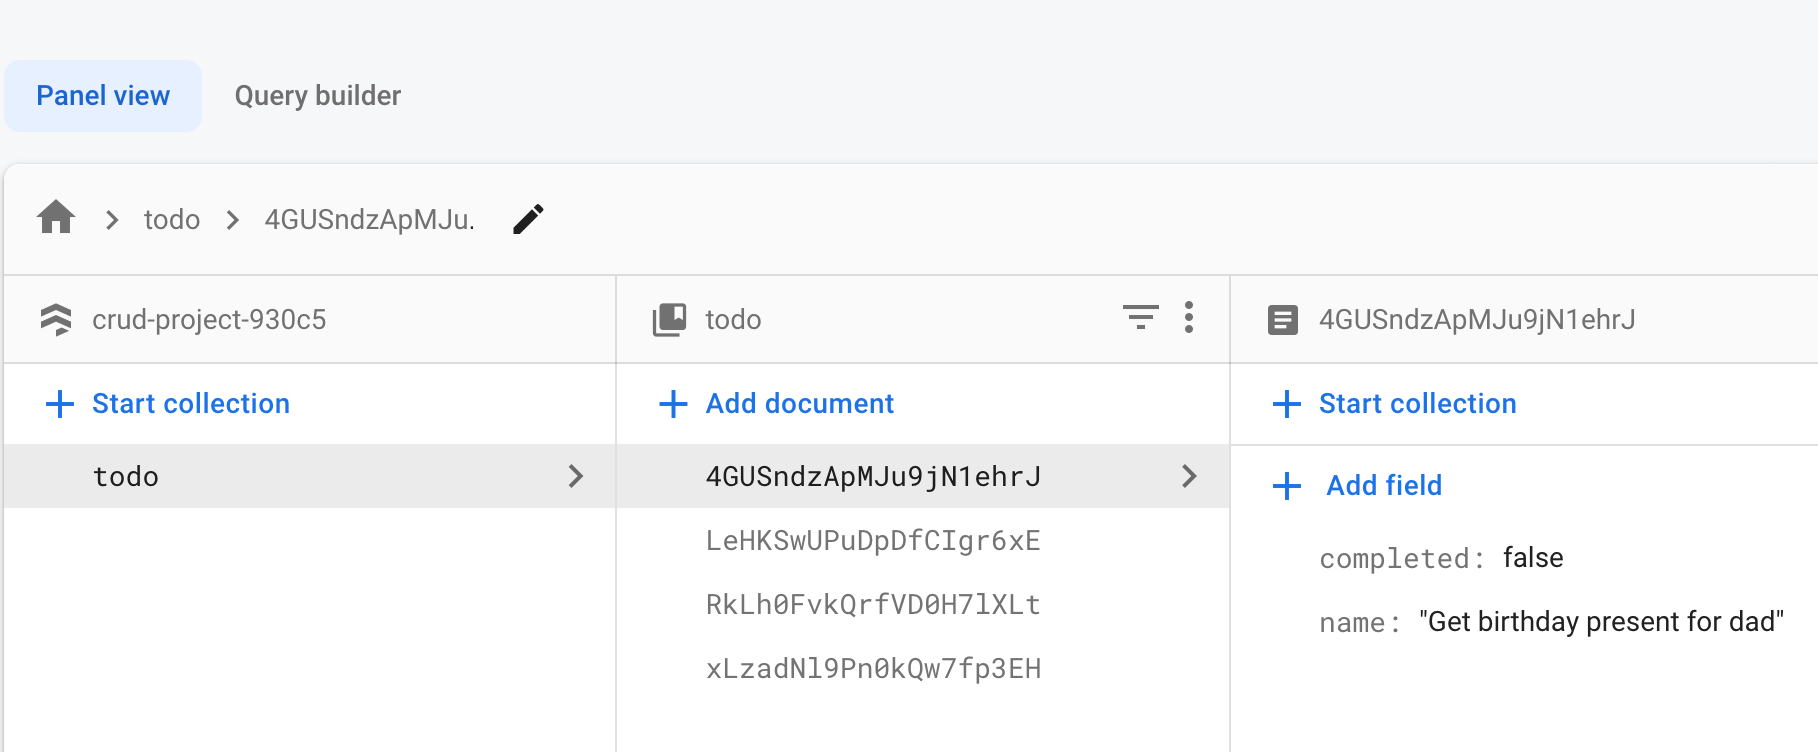 Panel view
Query builder
todo
4GUSndzApMJu.
crud-project-930c5
todo
4GUSndzApMJu9jN1ehrJ
Start collection
Add document
Start collection
todo
4GUSndzApMJu9jN1ehrJ
LeHKSwUPuDpDfCIgr6xE
RkLh0FvkQrfVD0H7lXLt
xLzadNl9Pn0kQw7fp3EH
Add field
completed: false
name: "Get birthday present for dad"